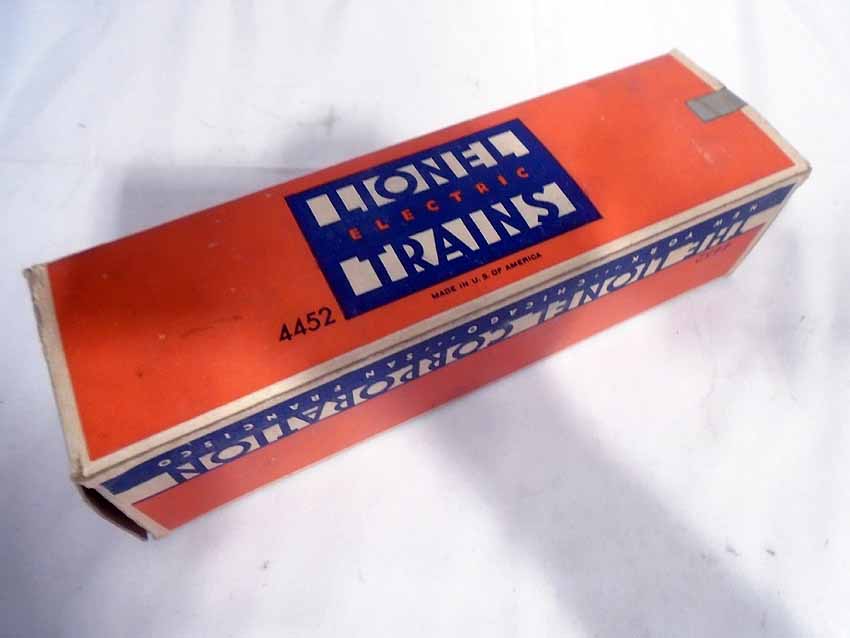 LIONEL
ELECTRIC
TRAINS
MADE IN U. S. OF AMERICA
4452
THE LIONEL CORPORATION
NEW YORK · CHICAGO · SAN FRANCISCO